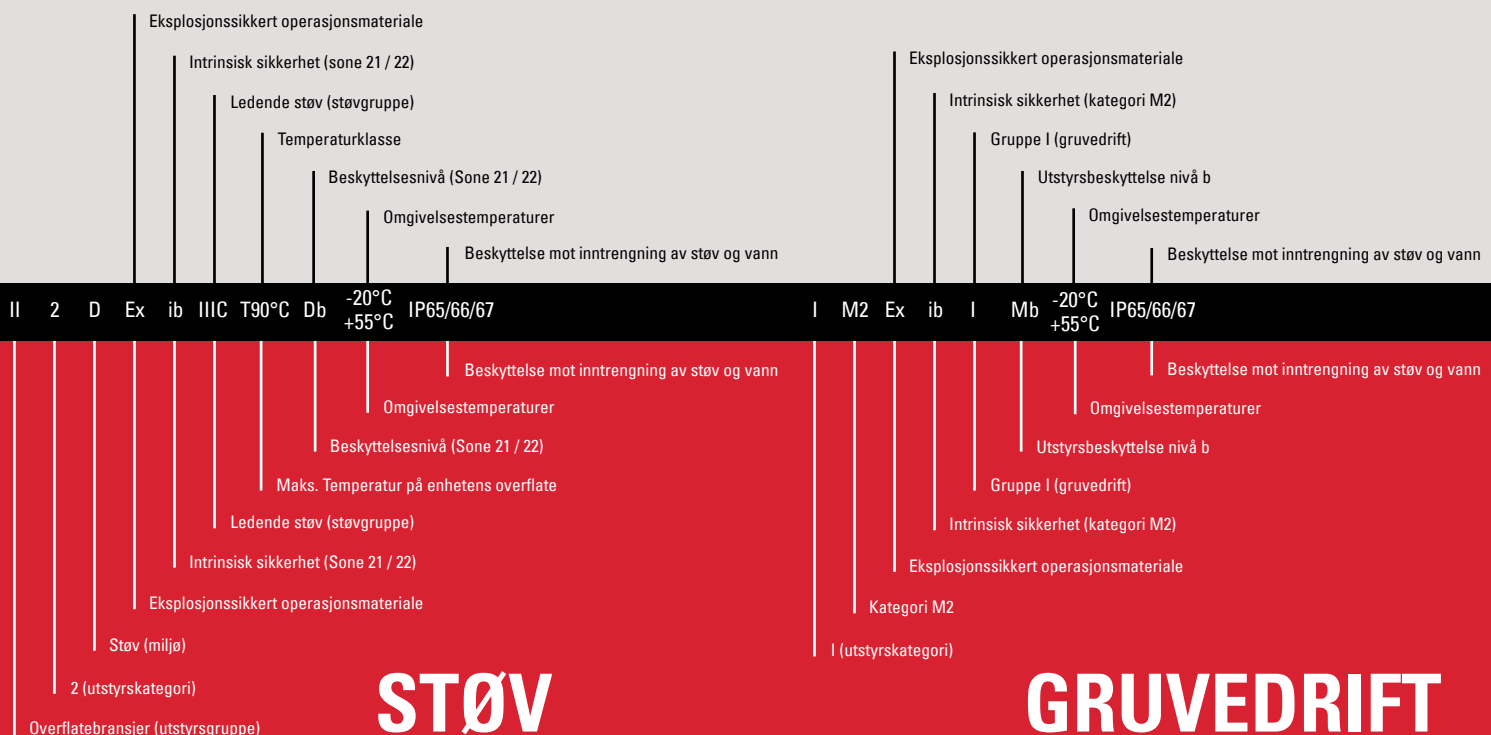 Eksplosjonssikkert operasjonsmateriale
Intrinsisk sikkerhet (sone 21 / 22)
Ledende støv (støvgruppe)
Temperaturklasse
Beskyttelsesnivå (Sone 21 / 22)
Omgivelsestemperaturer
Beskyttelse mot inntrengning av støv og vann
II 2 D Ex ib IIIC T90°C Db -20°C +55°C IP65/66/67
Beskyttelse mot inntrengning av støv og vann
Omgivelsestemperaturer
Beskyttelsesnivå (Sone 21 / 22)
Maks. Temperatur på enhetens overflate
Ledende støv (støvgruppe)
Intrinsisk sikkerhet (Sone 21 / 22)
Eksplosjonssikkert operasjonsmateriale
Støv (miljø)
2 (utstyrskategori)
Overflatebransjer (utstyrsgruppe)
STØV
Eksplosjonssikkert operasjonsmateriale
Intrinsisk sikkerhet (kategori M2)
Gruppe I (gruvedrift)
Utstyrsbeskyttelse nivå b
Omgivelsestemperaturer
Beskyttelse mot inntrengning av støv og vann
I M2 Ex ib I Mb -20°C +55°C IP65/66/67
Beskyttelse mot inntrengning av støv og vann
Omgivelsestemperaturer
Utstyrsbeskyttelse nivå b
Gruppe I (gruvedrift)
Intrinsisk sikkerhet (kategori M2)
Eksplosjonssikkert operasjonsmateriale
Kategori M2
I (utstyrskategori)
GRUVEDRIFT